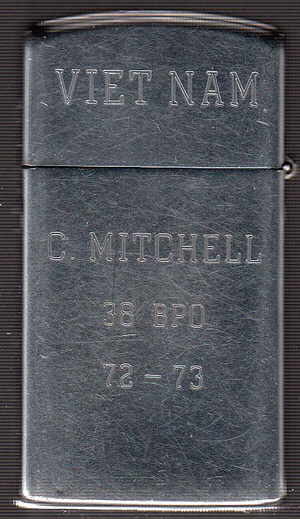 VIET NAM
C. MITCHELL
38 BPO
72 - 73